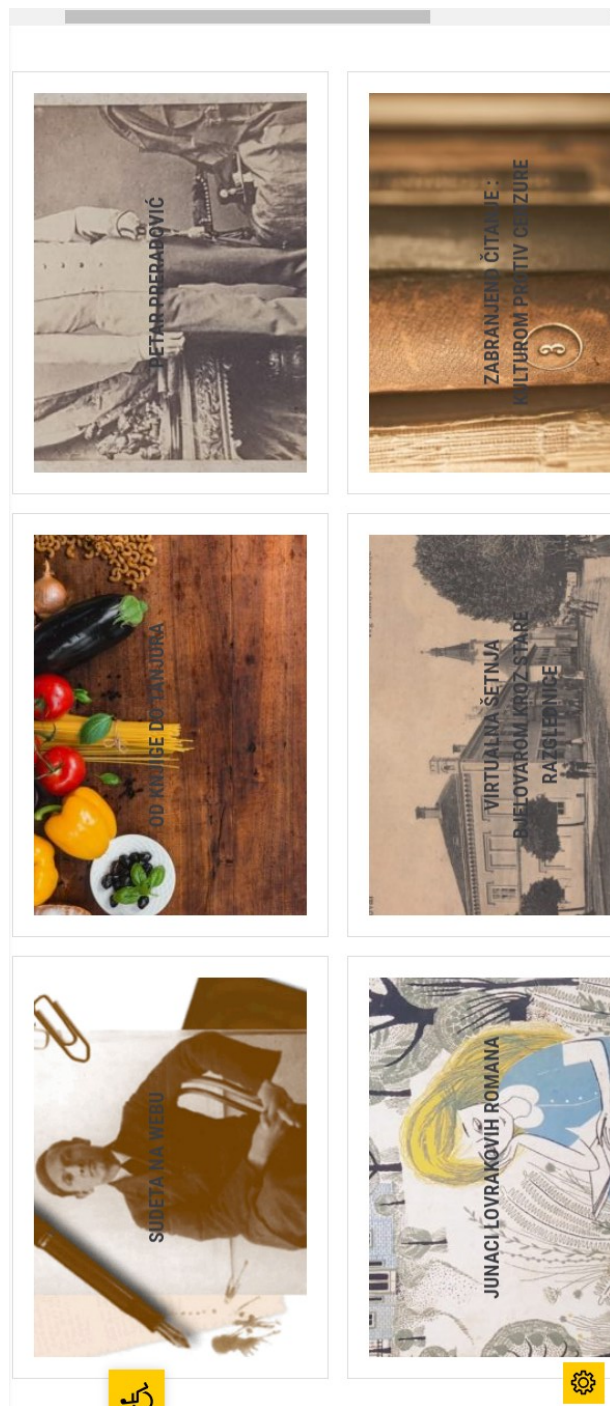 SUDETA NA WEBU
OD KNJIGE DO TANJURA
PETAR PRERADOVIĆ
JUNACI LOVRAKOVIH ROMANA
VIRTUALNA ŠETNJA
BJELOVAROM KROZ STARE
RAZGLEDNICE
ZABRANJENO ČITANJE :
KULTUROM PROTIV CENZURE
3